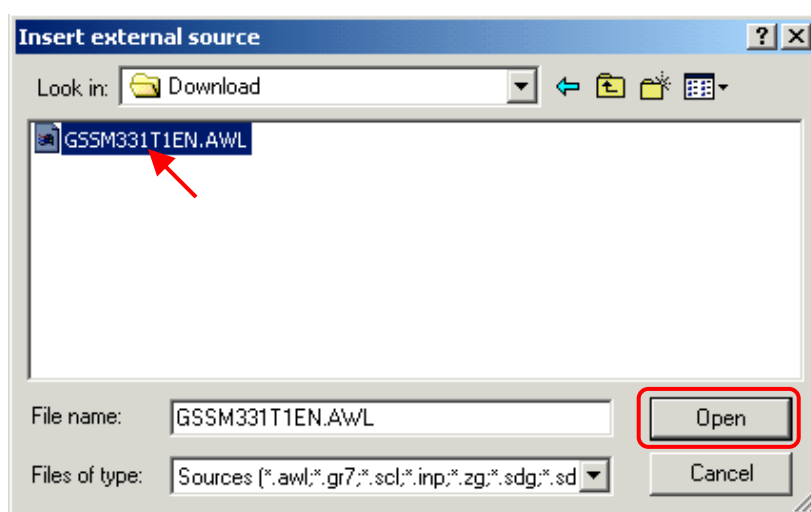 Insert external source
Look in: Download
GSSM331T1EN.AWL
File name: GSSM331T1EN.AWL Open
Files of type: Sources (*.awl;*.gr7;*.scl;*.inp;*.zg;*.sdg;*.sd Cancel